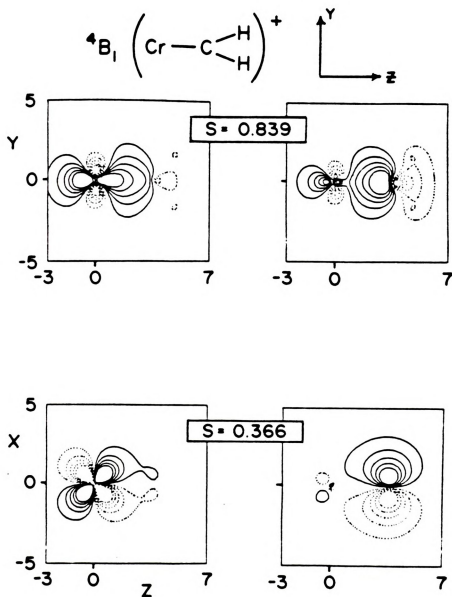 ⁴B₁ ( Cr — C H H ) +
Y
Z
5
Y
0
-5
-3 0 7
S = 0.839
-3 0 7
5
X
0
-5
-3 0 7
Z
S = 0.366
-3 0 7